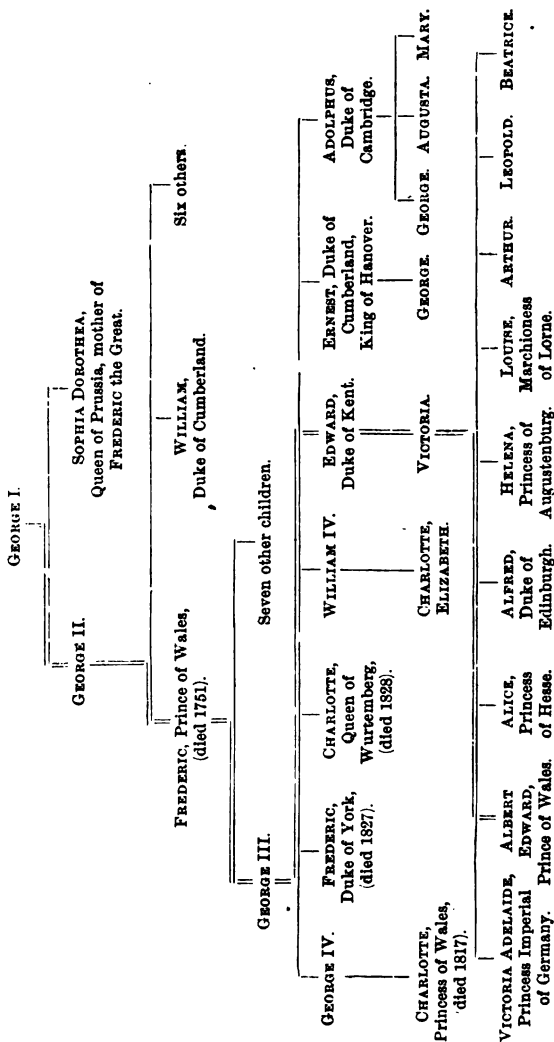 GEORGE I.
GEORGE II.
SOPHIA DOROTHEA,
Queen of Prussia, mother of
FREDERIC the Great.
FREDERIC, Prince of Wales,
(died 1751).
WILLIAM,
Duke of Cumberland.
Six others.
GEORGE III.
Seven other children.
GEORGE IV.
FREDERIC,
Duke of York,
(died 1827).
CHARLOTTE,
Queen of
Wurtemberg,
(died 1828).
WILLIAM IV.
EDWARD,
Duke of Kent.
ERNEST, Duke of
Cumberland,
King of Hanover.
ADOLPHUS,
Duke of
Cambridge.
CHARLOTTE,
Princess of Wales,
died 1817).
CHARLOTTE,
ELIZABETH.
VICTORIA.
GEORGE.
GEORGE.
AUGUSTA.
MARY.
VICTORIA ADELAIDE,
Princess Imperial
of Germany.
ALBERT
EDWARD,
Prince of Wales.
ALICE,
Princess
of Hesse.
ALFRED,
Duke of
Edinburgh.
HELENA,
Princess of
Augustenburg.
LOUISE,
Marchioness
of Lorne.
ARTHUR.
LEOPOLD.
BEATRICE.